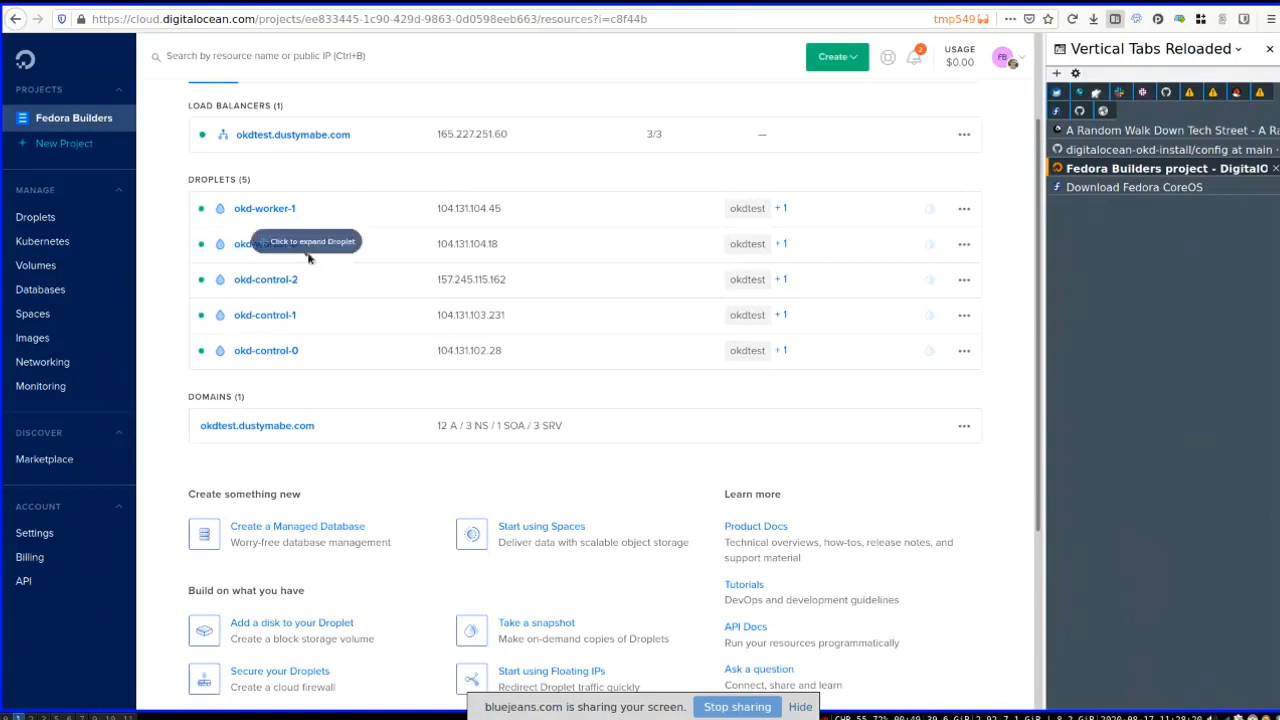 https://cloud.digitalocean.com/projects/ee833445-1c90-429d-9863-0d0598eeb663/resources?i=c8f44b
tmp549
Vertical Tabs Reloaded
Search by resource name or public IP (Ctrl+B)
Create
2
USAGE
$0.00
FB
PROJECTS
Fedora Builders
+ New Project
MANAGE
Droplets
Kubernetes
Volumes
Databases
Spaces
Images
Networking
Monitoring
DISCOVER
Marketplace
ACCOUNT
Settings
Billing
API
LOAD BALANCERS (1)
okdtest.dustymabe.com 165.227.251.60 3/3 —
DROPLETS (5)
okd-worker-1 104.131.104.45 okdtest + 1
Click to expand Droplet 104.131.104.18 okdtest + 1
okd-control-2 157.245.115.162 okdtest + 1
okd-control-1 104.131.103.231 okdtest + 1
okd-control-0 104.131.102.28 okdtest + 1
DOMAINS (1)
okdtest.dustymabe.com 12 A / 3 NS / 1 SOA / 3 SRV
Create something new
Create a Managed Database
Worry-free database management
Start using Spaces
Deliver data with scalable object storage
Build on what you have
Add a disk to your Droplet
Create a block storage volume
Take a snapshot
Make on-demand copies of Droplets
Secure your Droplets
Create a cloud firewall
Start using Floating IPs
Redirect Droplet traffic quickly
Learn more
Product Docs
Technical overviews, how-tos, release notes, and
support material
Tutorials
DevOps and development guidelines
API Docs
Run your resources programmatically
Ask a question
Connect, share and learn
A Random Walk Down Tech Street - A Ra
digitalocean-okd-install/config at main ·
Fedora Builders project - DigitalO
Download Fedora CoreOS
bluejeans.com is sharing your screen. Stop sharing Hide